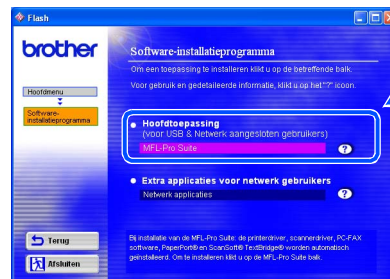 Flash
brother
Software-installatieprogramma
Om een toepassing te installeren klikt u op de betreffende balk.
Voor gebruik en gedetaileerde informatie, klikt u op het "?" icoon.
Hoofdmenu
Software-
installatieprogramma
Hoofdtoepassing
(voor USB & Netwerk aangesloten gebruikers)
MFL-Pro Suite
?
Extra applicaties voor netwerk gebruikers
Netwerk applicaties
?
Terug
Afsluiten
Bij installatie van de MFL-Pro Suite: de printerdriver, scannerdriver, PC-FAX
software, PaperPort® en ScanSoft® TextBridge® worden automatisch
geïnstalleerd. Om te installeren klikt u op de MFL-Pro Suite balk.